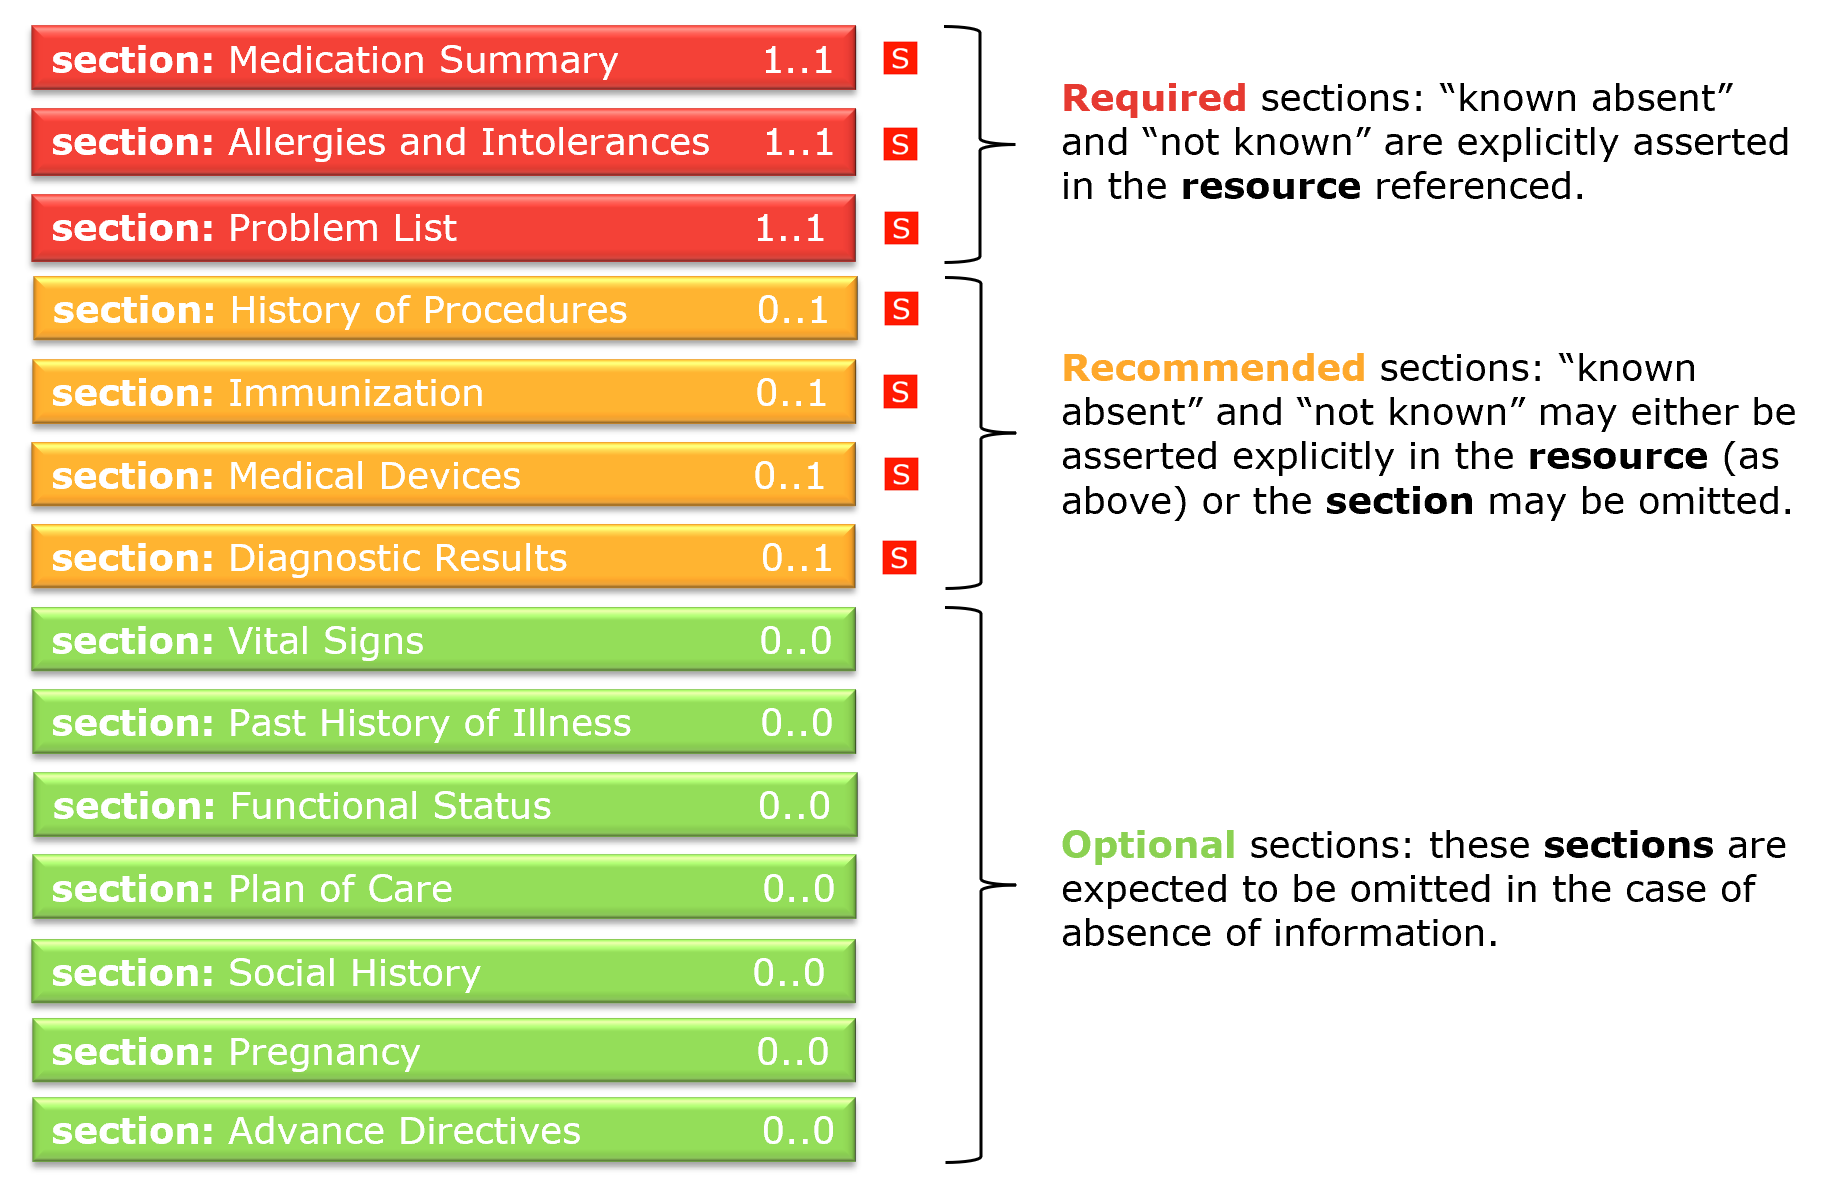 section: Medication Summary 1..1 S
section: Allergies and Intolerances 1..1 S
section: Problem List 1..1 S
Required sections: “known absent”
and “not known” are explicitly asserted
in the resource referenced.
section: History of Procedures 0..1 S
section: Immunization 0..1 S
section: Medical Devices 0..1 S
section: Diagnostic Results 0..1 S
Recommended sections: “known
absent” and “not known” may either be
asserted explicitly in the resource (as
above) or the section may be omitted.
section: Vital Signs 0..0
section: Past History of Illness 0..0
section: Functional Status 0..0
section: Plan of Care 0..0
section: Social History 0..0
section: Pregnancy 0..0
section: Advance Directives 0..0
Optional sections: these sections are
expected to be omitted in the case of
absence of information.